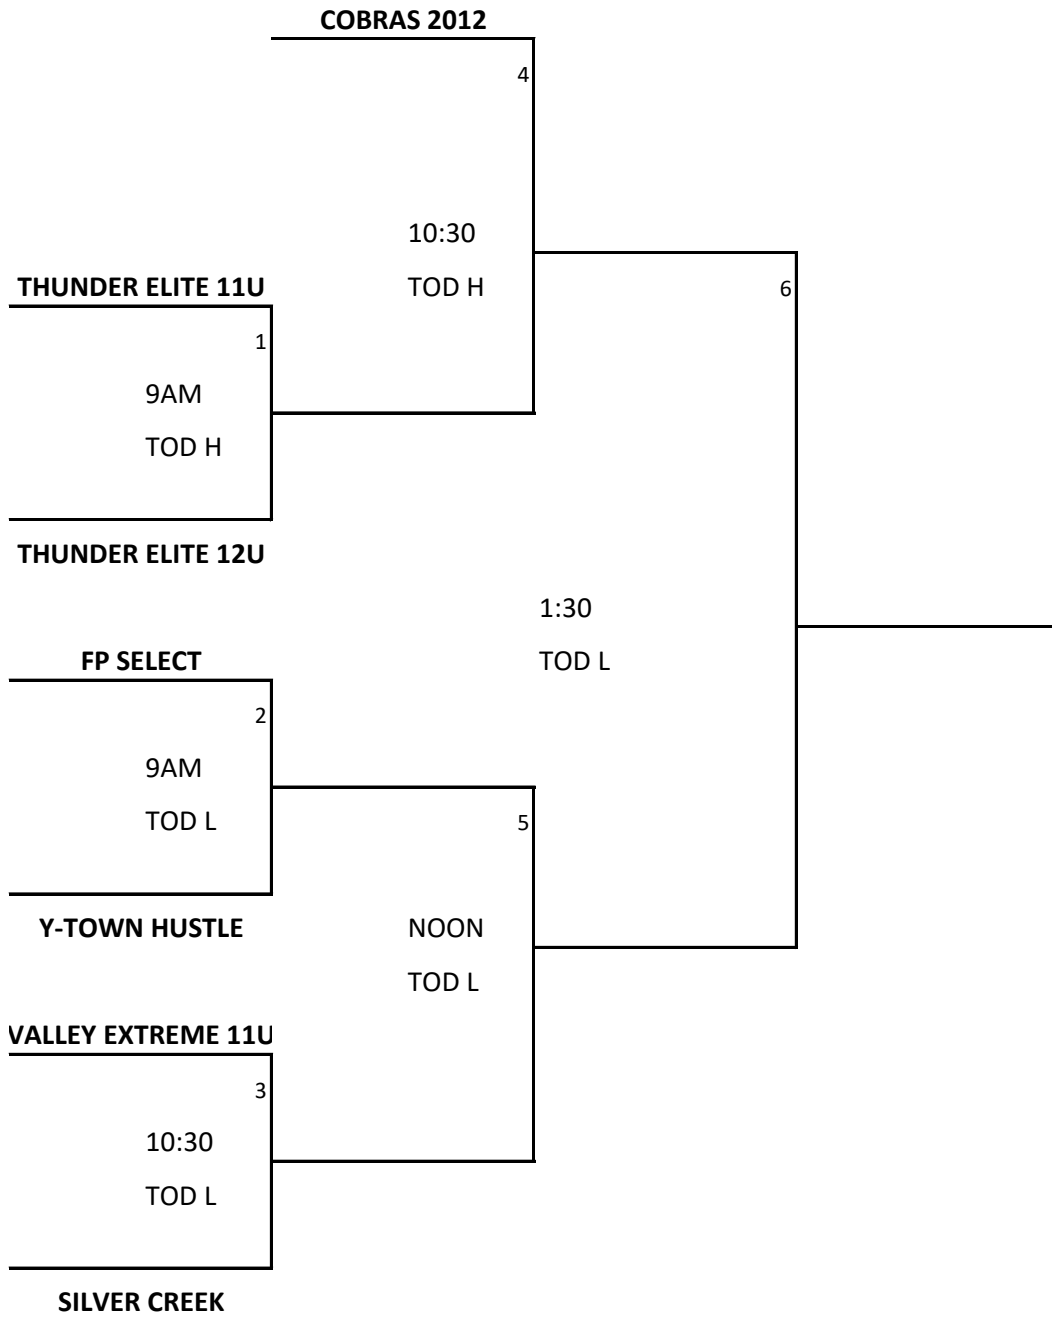 COBRAS 2012
4
10:30
TOD H
THUNDER ELITE 11U
6
1
9AM
TOD H
THUNDER ELITE 12U
1:30
TOD L
FP SELECT
2
9AM
TOD L
5
Y-TOWN HUSTLE
NOON
TOD L
VALLEY EXTREME 11U
3
10:30
TOD L
SILVER CREEK